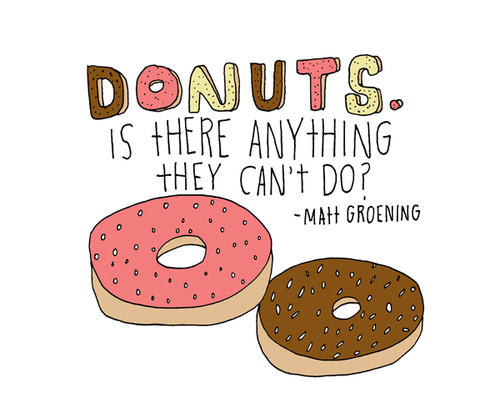 DONUTS.
IS THERE ANYTHING
THEY CAN'T DO?
-MATT GROENING